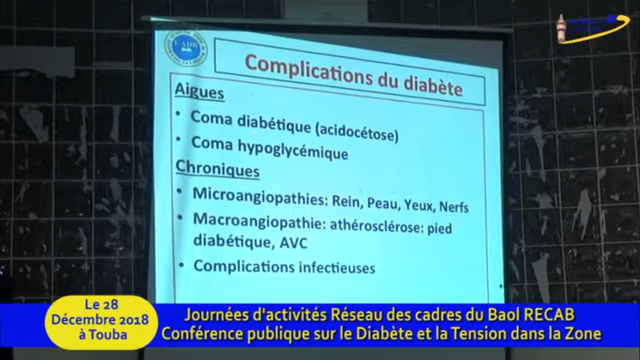 UADB
Complications du diabète
Aigues
• Coma diabétique (acidocétose)
• Coma hypoglycémique
Chroniques
• Microangiopathies: Rein, Peau, Yeux, Nerfs
• Macroangiopathie: athérosclérose: pied
diabétique, AVC
• Complications infectieuses
Le 28
Décembre 2018
à Touba
Journées d'activités Réseau des cadres du Baol RECAB
Conférence publique sur le Diabète et la Tension dans la Zone